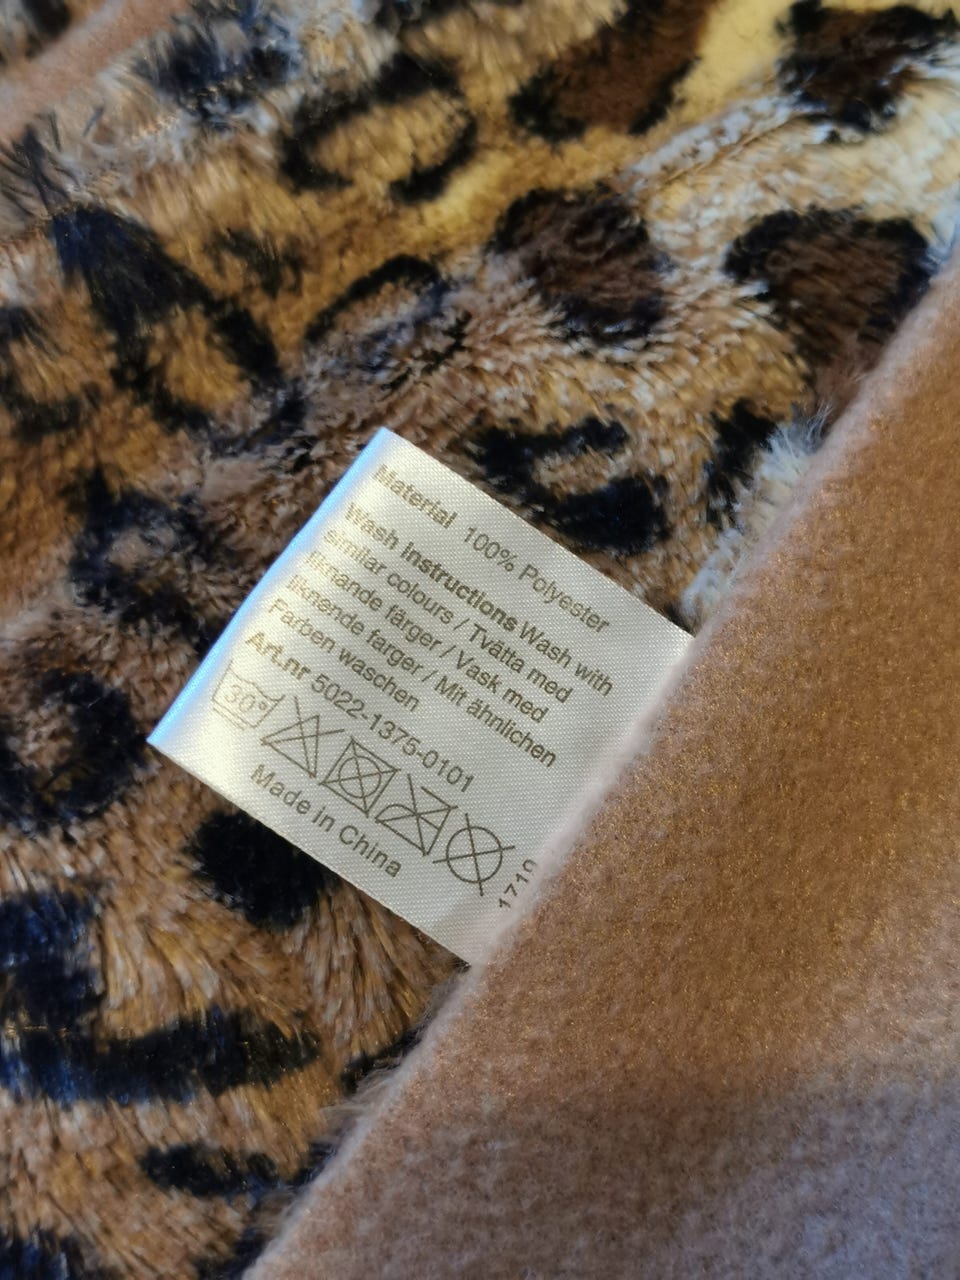 Material 100% Polyester
Wash instructions Wash with
similar colours / Tvätta med
liknande färger / Vask med
liknende farger / Mit ähnlichen
Farben waschen
Art.nr 5022-1375-0101
30°
Made in China
1710